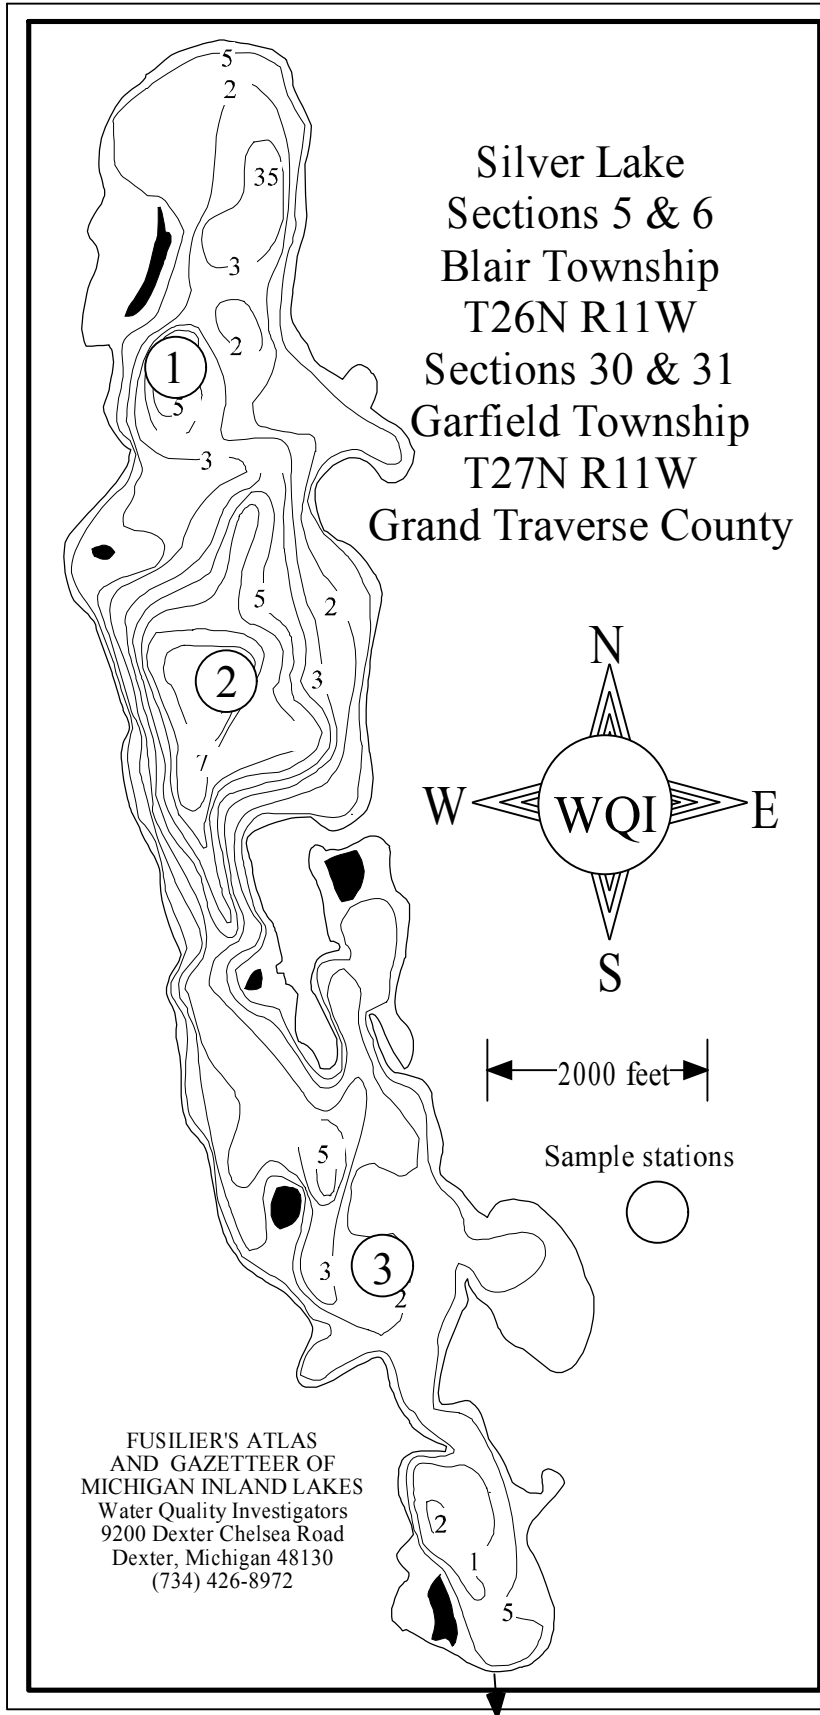 5
2
35
3
2
1
5
3
5
2
2
3
7
5
3
3
2
2
1
5
Silver Lake
Sections 5 & 6
Blair Township
T26N R11W
Sections 30 & 31
Garfield Township
T27N R11W
Grand Traverse County
N
W
WQI
E
S
2000 feet
Sample stations
FUSILIER'S ATLAS
AND GAZETTEER OF
MICHIGAN INLAND LAKES
Water Quality Investigators
9200 Dexter Chelsea Road
Dexter, Michigan 48130
(734) 426-8972